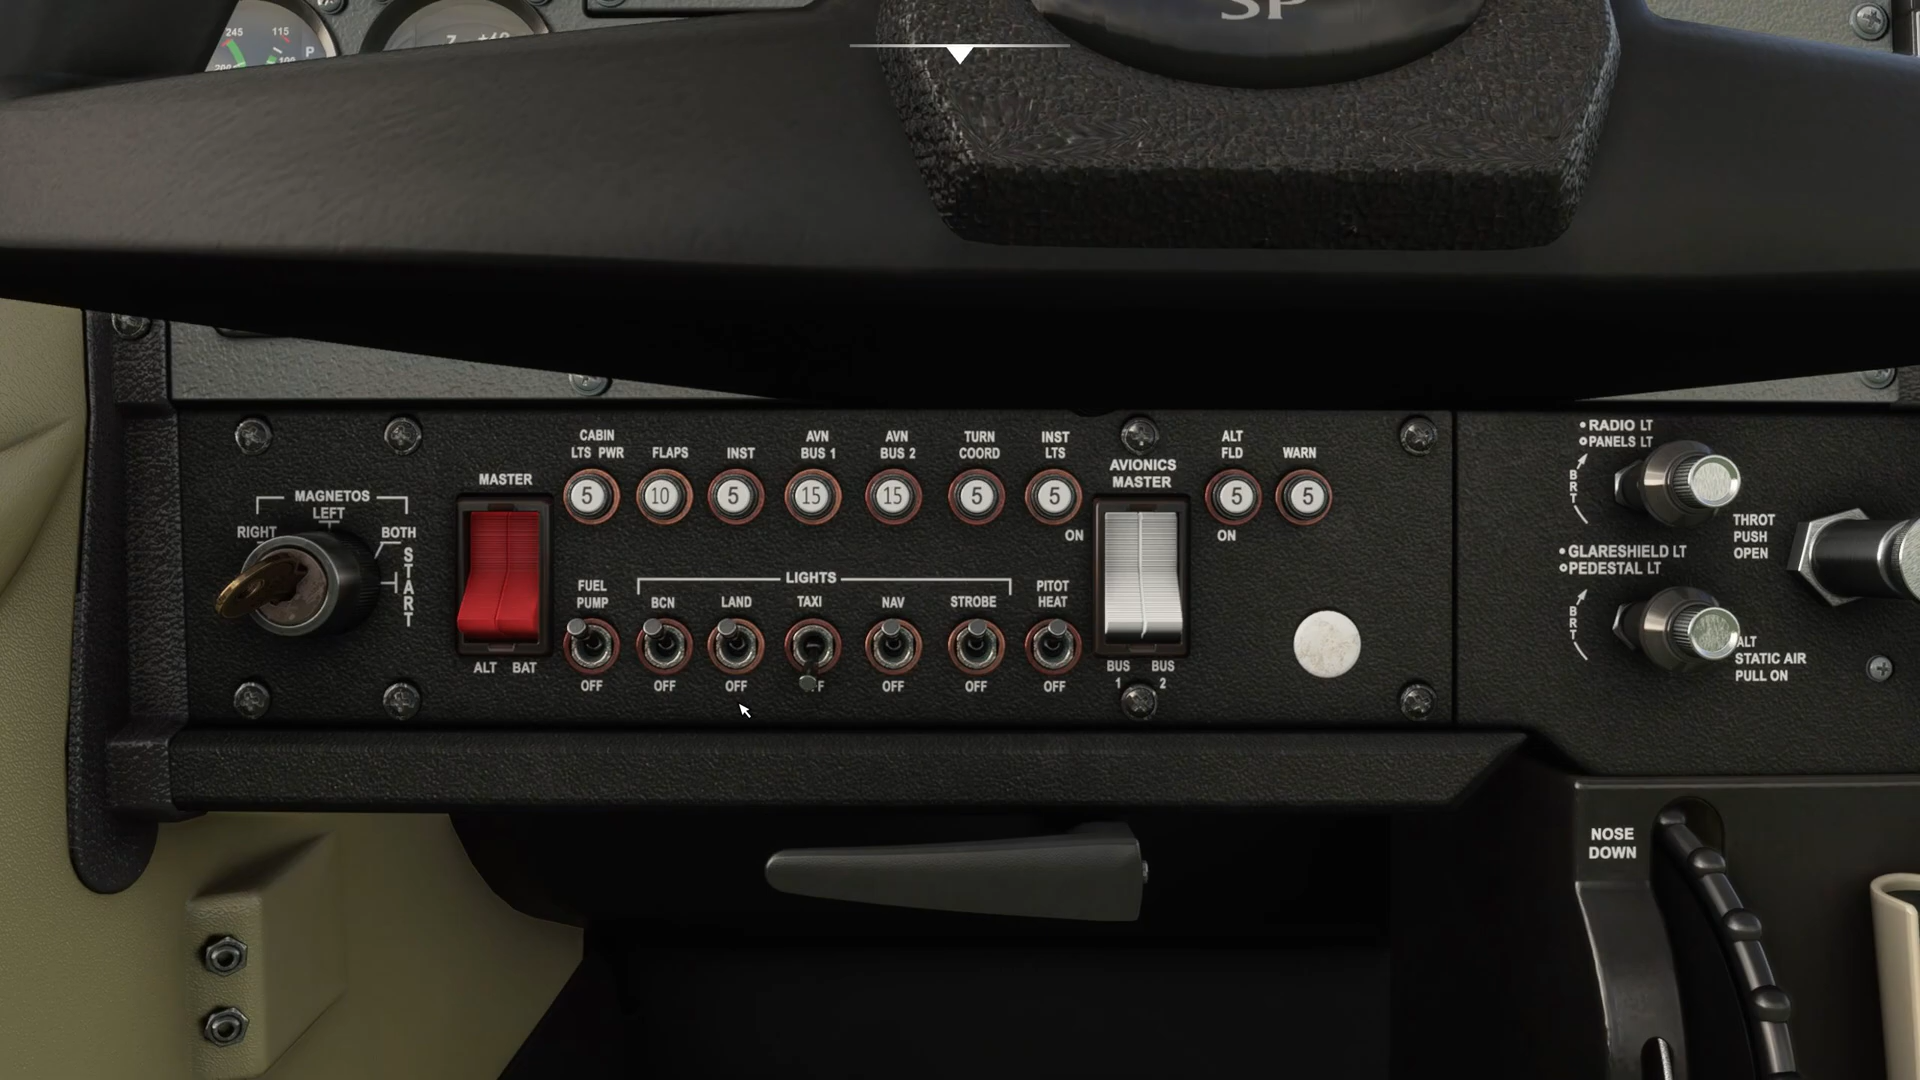 SP
245
115
P
MAGNETOS
LEFT
RIGHT
BOTH
START
MASTER
ALT BAT
CABIN
LTS PWR
FLAPS
INST
AVN
BUS 1
AVN
BUS 2
TURN
COORD
INST
LTS
AVIONICS
MASTER
ALT
FLD
WARN
5
10
5
15
15
5
5
5
5
ON
ON
LIGHTS
FUEL
PUMP
BCN
LAND
TAXI
NAV
STROBE
PITOT
HEAT
OFF
OFF
OFF
OFF
OFF
OFF
BUS
1
BUS
2
RADIO LT
PANELS LT
BRT
THROT
PUSH
OPEN
GLARESHIELD LT
PEDESTAL LT
BRT
ALT
STATIC AIR
PULL ON
NOSE
DOWN